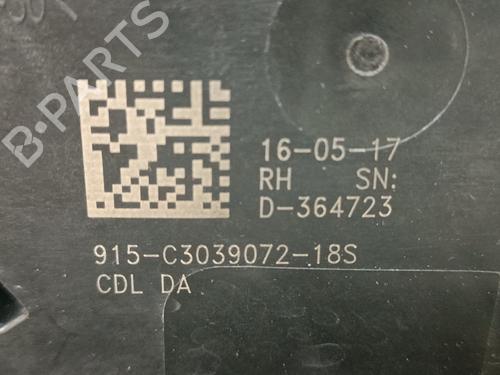 B-PARTS
16-05-17
RH SN:
D-364723
915-C3039072-18S
CDL DA